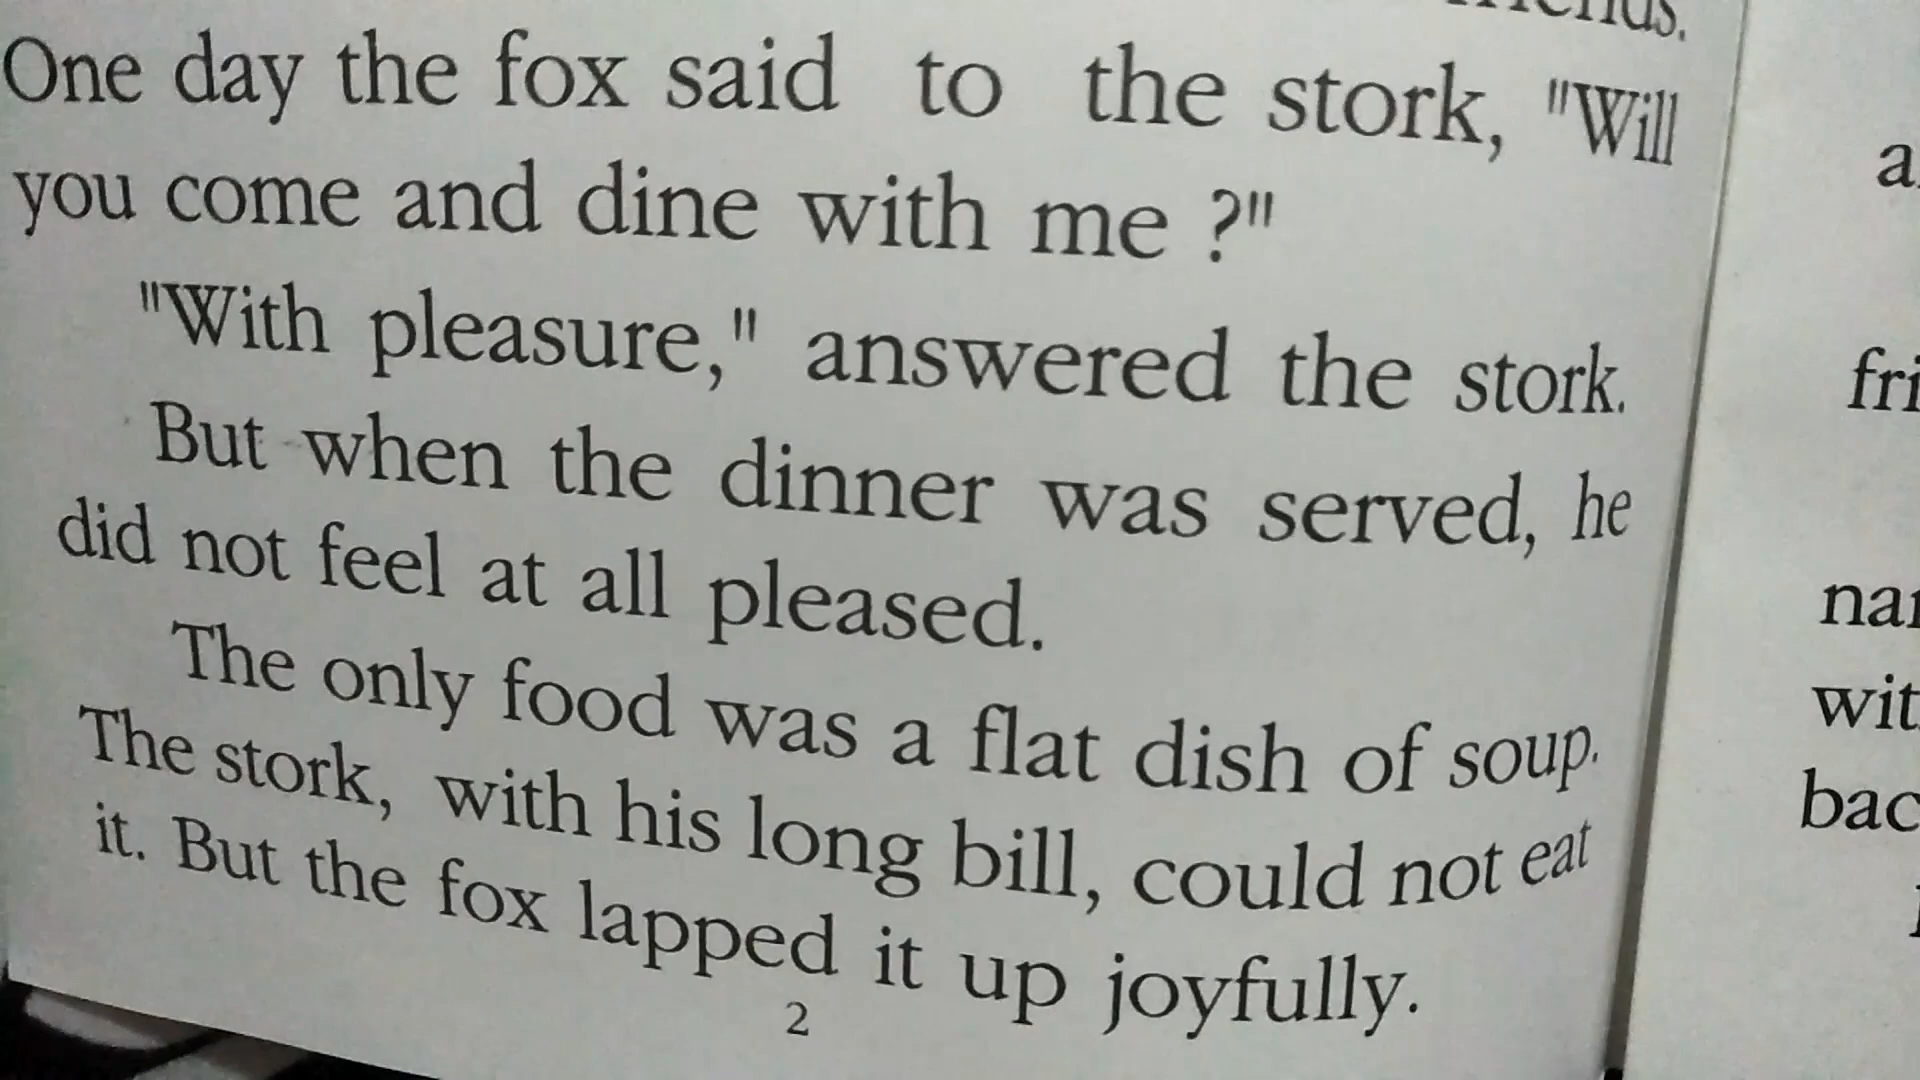 One day the fox said to the stork, "Will
you come and dine with me ?"
"With pleasure," answered the stork.
But when the dinner was served, he
did not feel at all pleased.
The only food was a flat dish of soup.
The stork, with his long bill, could not eat
it. But the fox lapped it up joyfully.
2